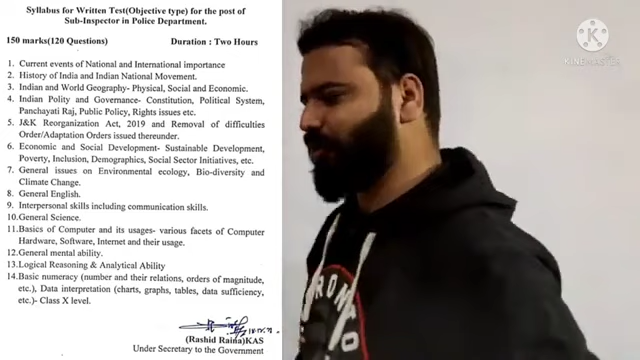 Syllabus for Written Test(Objective type) for the post of
Sub-Inspector in Police Department.
150 marks(120 Questions) Duration : Two Hours
1. Current events of National and International importance
2. History of India and Indian National Movement.
3. Indian and World Geography- Physical, Social and Economic.
4. Indian Polity and Governance- Constitution, Political System,
Panchayati Raj, Public Policy, Rights issues etc.
5. J&K Reorganization Act, 2019 and Removal of difficulties
Order/Adaptation Orders issued thereunder.
6. Economic and Social Development- Sustainable Development,
Poverty, Inclusion, Demographics, Social Sector Initiatives, etc.
7. General issues on Environmental ecology, Bio-diversity and
Climate Change.
8. General English.
9. Interpersonal skills including communication skills.
10.General Science.
11.Basics of Computer and its usages- various facets of Computer
Hardware, Software, Internet and their usage.
12.General mental ability.
13.Logical Reasoning & Analytical Ability
14.Basic numeracy (number and their relations, orders of magnitude,
etc.), Data interpretation (charts, graphs, tables, data sufficiency,
etc.)- Class X level.
(Rashid Raina)KAS
Under Secretary to the Government
KINEMASTER